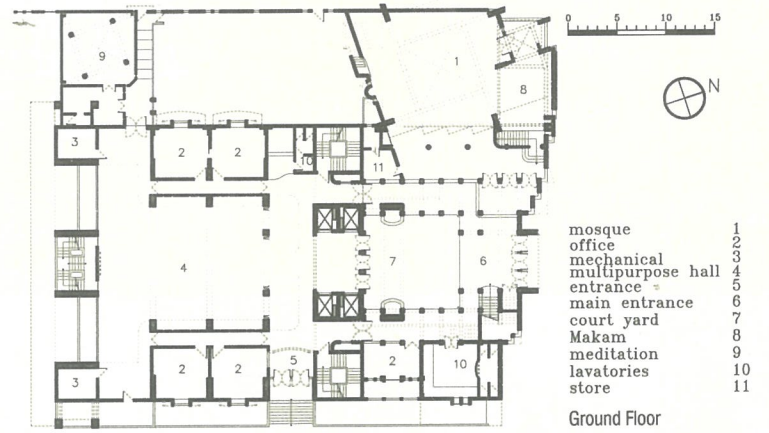 0 5 10 15
N
9
1
8
3
2 2
10
11
4
7
6
5
2
10
3
2 2
mosque 1
office 2
mechanical 3
multipurpose hall 4
entrance 5
main entrance 6
court yard 7
Makam 8
meditation 9
lavatories 10
store 11
Ground Floor